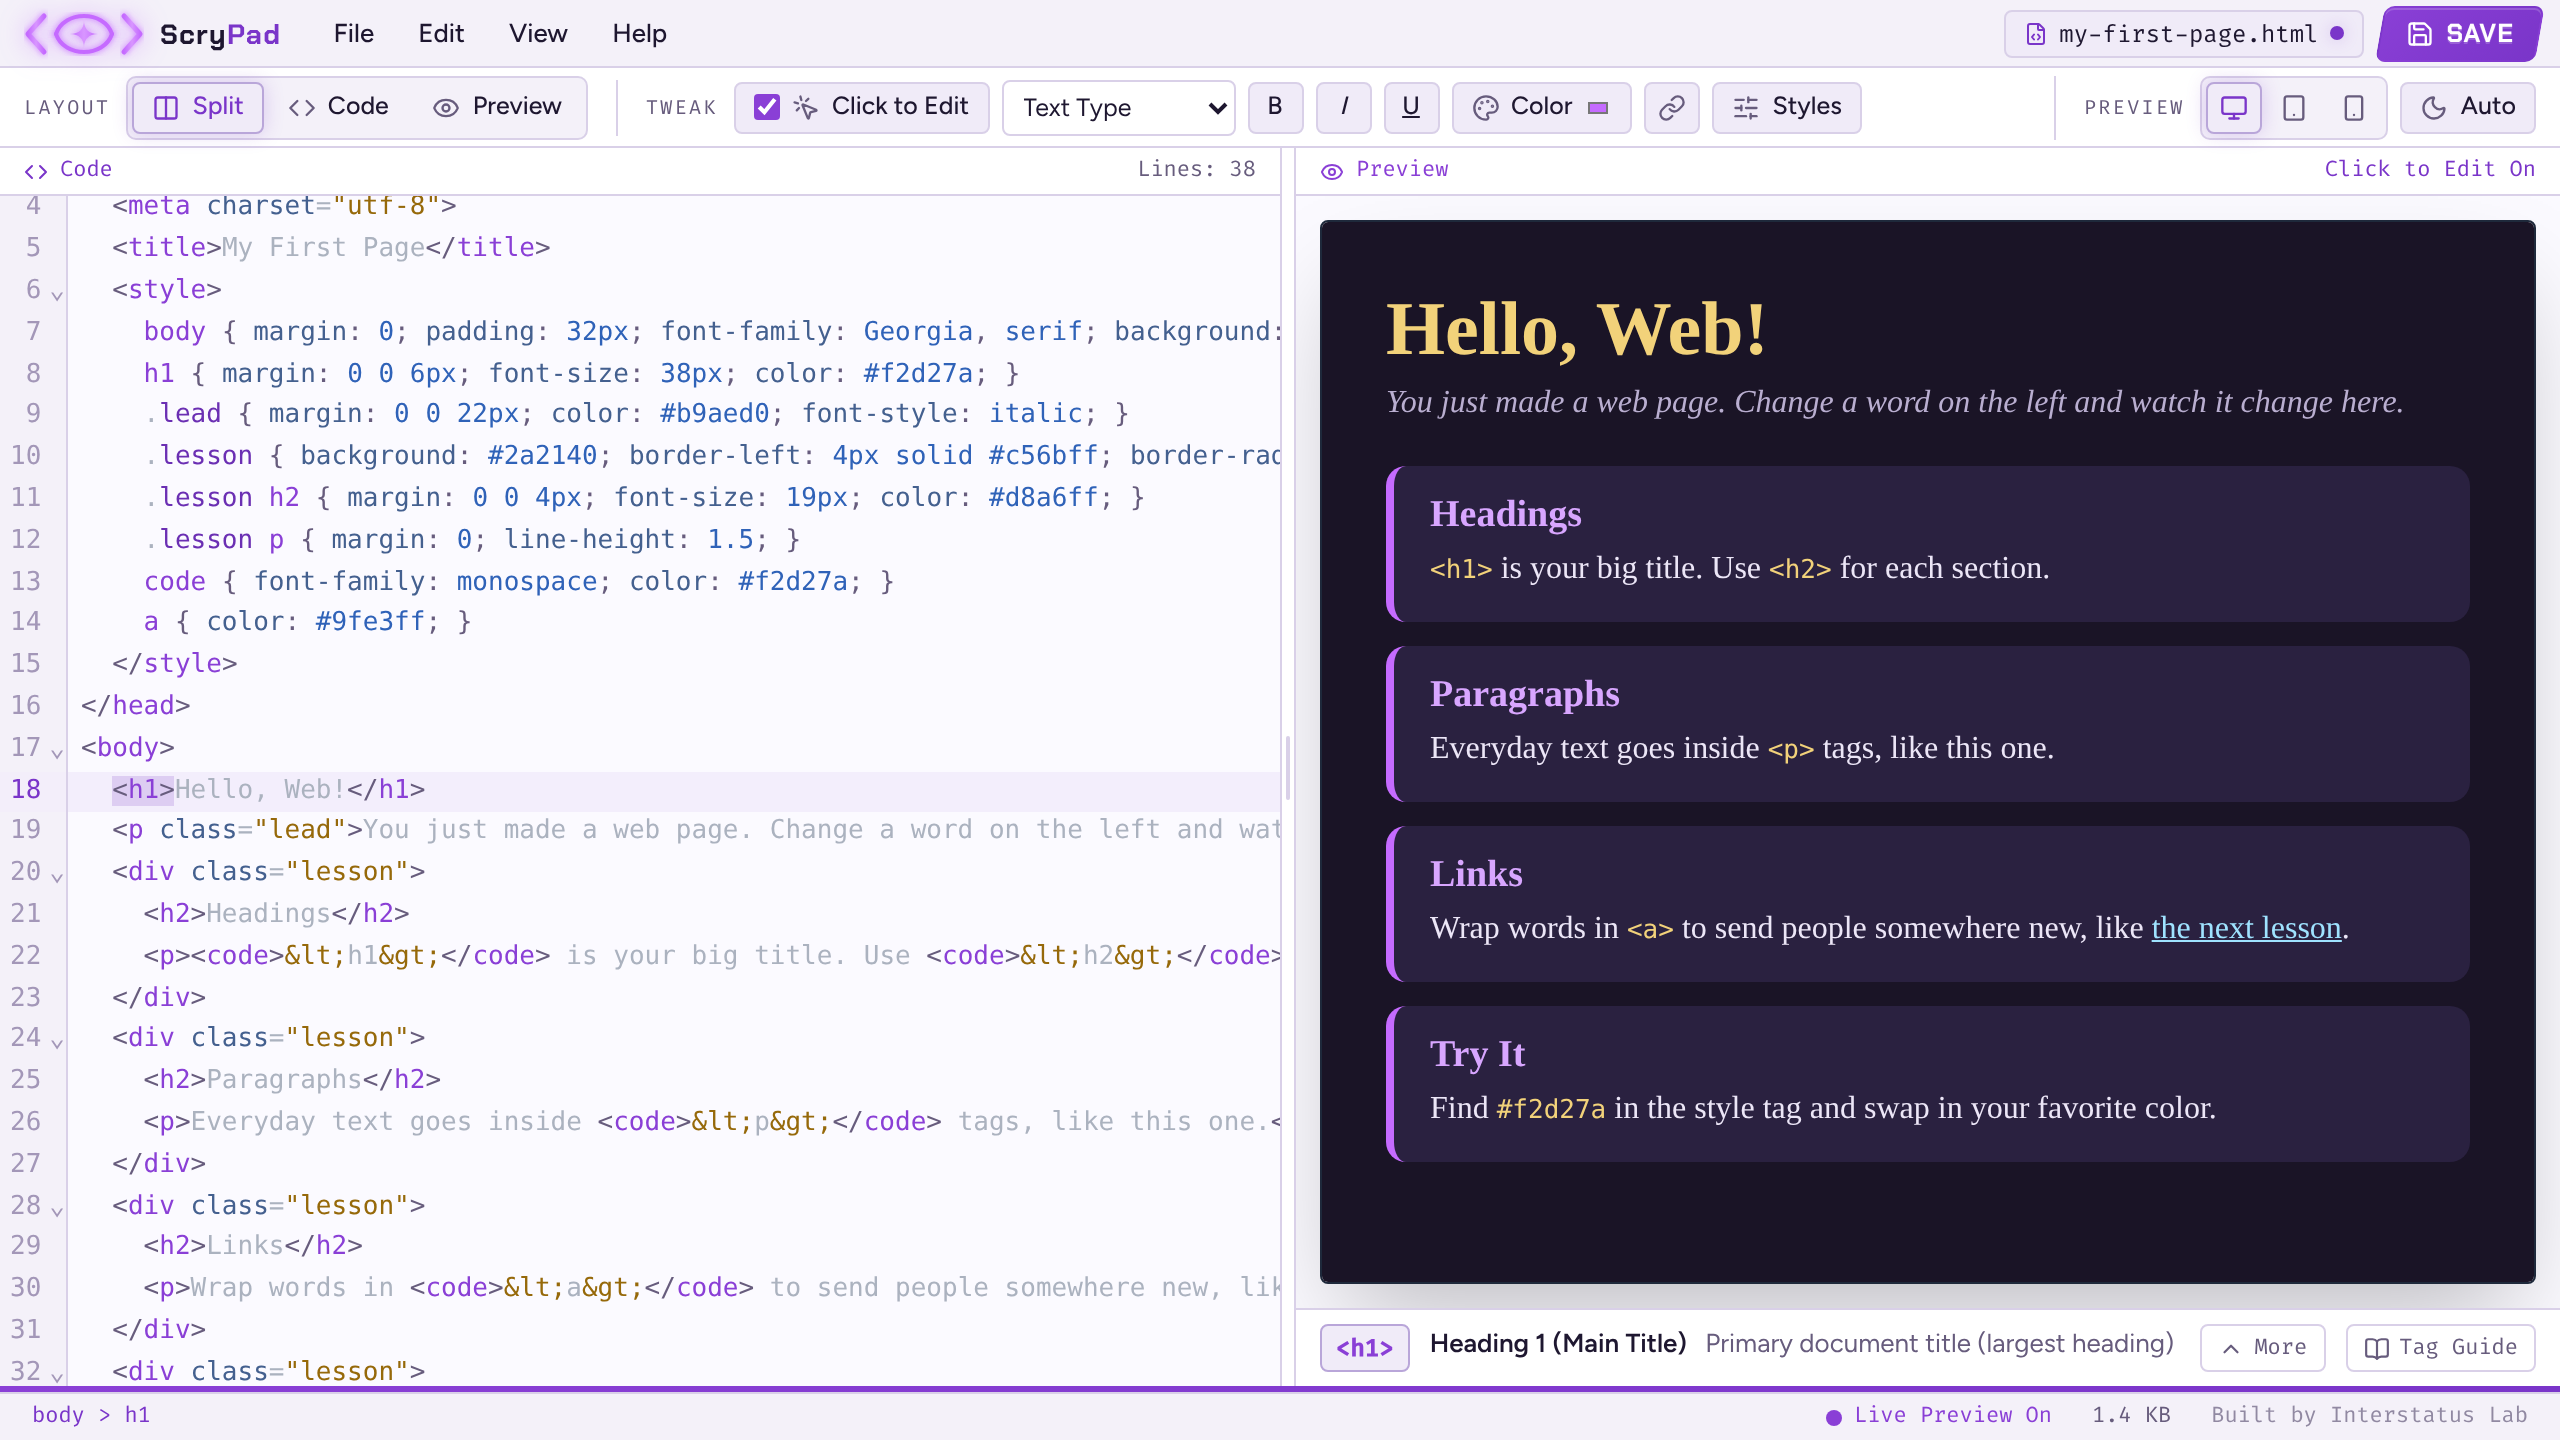 ScryPad File Edit View Help my-first-page.html SAVE
LAYOUT Split Code Preview TWEAK Click to Edit Text Type B I U Color Styles PREVIEW Auto
Code Lines: 38
4 <meta charset="utf-8">
5 <title>My First Page</title>
6 <style>
7 body { margin: 0; padding: 32px; font-family: Georgia, serif; background:
8 h1 { margin: 0 0 6px; font-size: 38px; color: #f2d27a; }
9 .lead { margin: 0 0 22px; color: #b9aed0; font-style: italic; }
10 .lesson { background: #2a2140; border-left: 4px solid #c56bff; border-rad
11 .lesson h2 { margin: 0 0 4px; font-size: 19px; color: #d8a6ff; }
12 .lesson p { margin: 0; line-height: 1.5; }
13 code { font-family: monospace; color: #f2d27a; }
14 a { color: #9fe3ff; }
15 </style>
16 </head>
17 <body>
18 <h1>Hello, Web!</h1>
19 <p class="lead">You just made a web page. Change a word on the left and wat
20 <div class="lesson">
21 <h2>Headings</h2>
22 <p><code>&lt;h1&gt;</code> is your big title. Use <code>&lt;h2&gt;</code>
23 </div>
24 <div class="lesson">
25 <h2>Paragraphs</h2>
26 <p>Everyday text goes inside <code>&lt;p&gt;</code> tags, like this one.<
27 </div>
28 <div class="lesson">
29 <h2>Links</h2>
30 <p>Wrap words in <code>&lt;a&gt;</code> to send people somewhere new, lik
31 </div>
32 <div class="lesson">
Preview Click to Edit On
Hello, Web!
You just made a web page. Change a word on the left and watch it change here.
Headings
<h1> is your big title. Use <h2> for each section.
Paragraphs
Everyday text goes inside <p> tags, like this one.
Links
Wrap words in <a> to send people somewhere new, like the next lesson.
Try It
Find #f2d27a in the style tag and swap in your favorite color.
<h1> Heading 1 (Main Title) Primary document title (largest heading) More Tag Guide
body > h1 Live Preview On 1.4 KB Built by Interstatus Lab